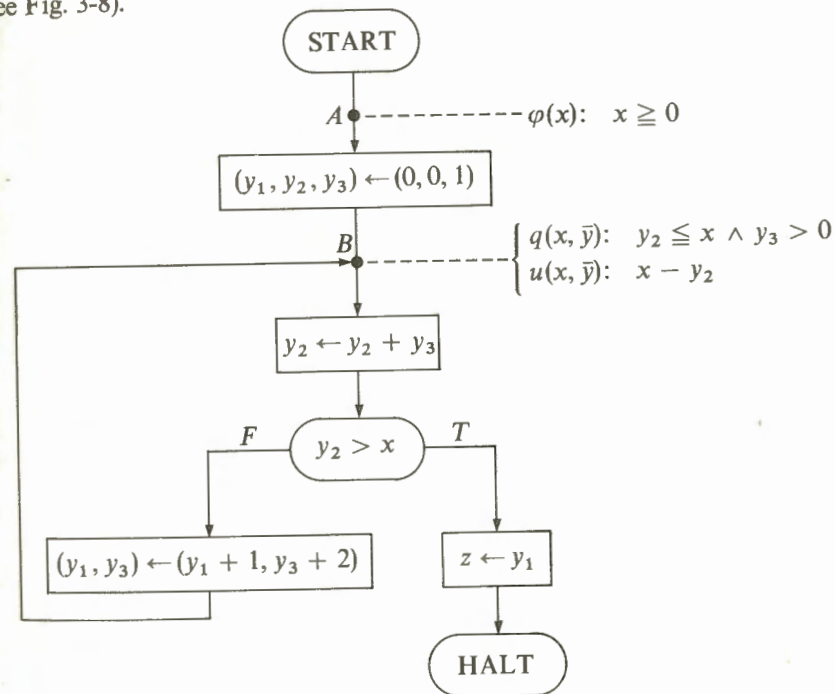 ee Fig. 3-8).
START
A
φ(x): x ≧ 0
(y₁, y₂, y₃) ← (0, 0, 1)
B
q(x, ȳ): y₂ ≦ x ∧ y₃ > 0
u(x, ȳ): x − y₂
y₂ ← y₂ + y₃
F
y₂ > x
T
(y₁, y₃) ← (y₁ + 1, y₃ + 2)
z ← y₁
HALT